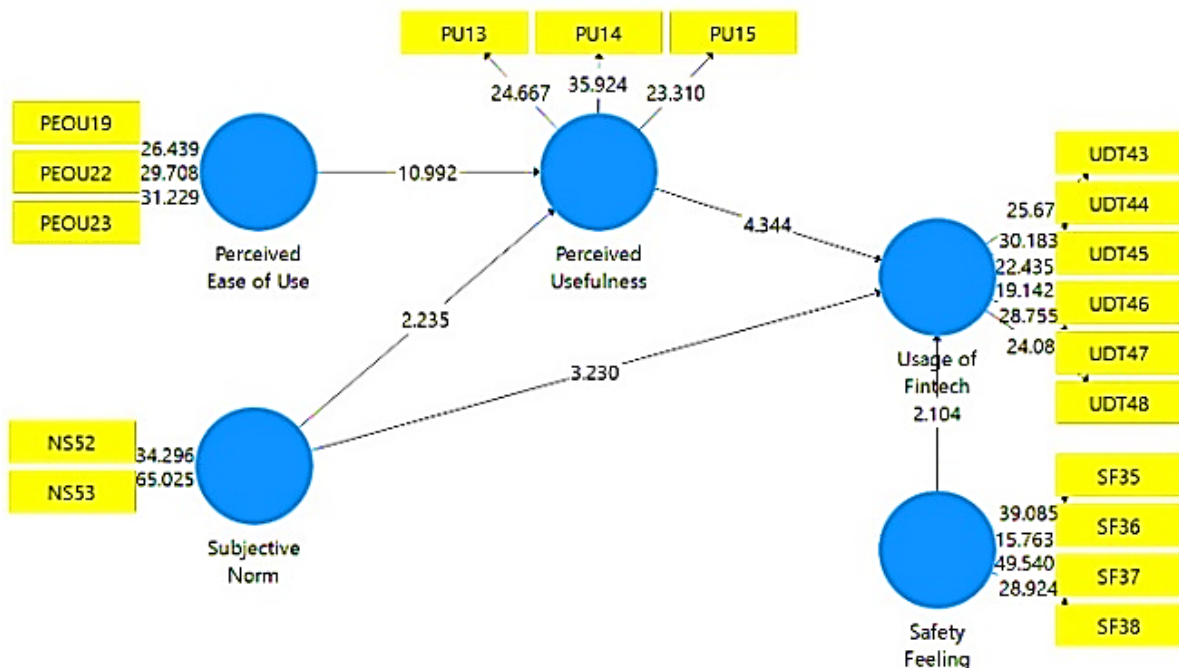 PU13
PU14
PU15
24.667
35.924
23.310
PEOU19
PEOU22
PEOU23
26.439
29.708
31.229
10.992
Perceived
Ease of Use
Perceived
Usefulness
4.344
2.235
3.230
UDT43
UDT44
UDT45
UDT46
UDT47
UDT48
25.67
30.183
22.435
19.142
28.755
24.08
Usage of
Fintech
2.104
NS52
NS53
34.296
65.025
Subjective
Norm
SF35
SF36
SF37
SF38
39.085
15.763
49.540
28.924
Safety
Feeling